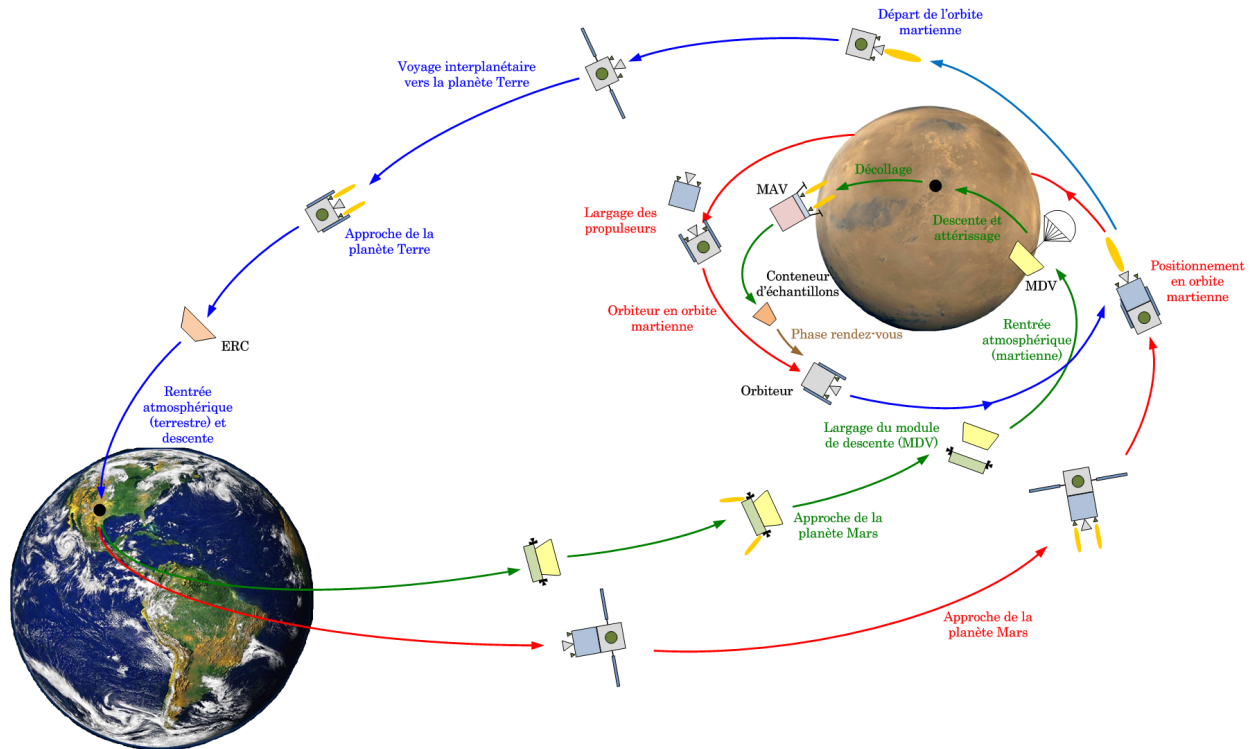 Départ de l'orbite
martienne
Voyage interplanétaire
vers la planète Terre
Décollage
MAV
Largage des
propulseurs
Descente et
attérissage
Approche de la
planète Terre
MDV
Positionnement
en orbite
martienne
Conteneur
d'échantillons
Orbiteur en orbite
martienne
Phase rendez-vous
Rentrée
atmosphérique
(martienne)
ERC
Orbiteur
Rentrée
atmosphérique
(terrestre) et
descente
Largage du module
de descente (MDV)
Approche de la
planète Mars
Approche de la
planète Mars